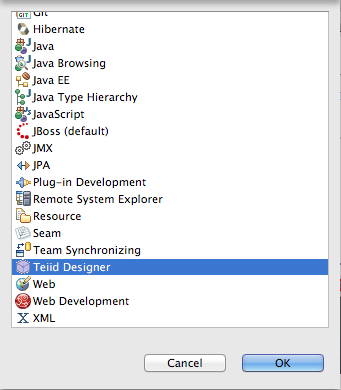 Git
Hibernate
Java
Java Browsing
Java EE
Java Type Hierarchy
JavaScript
JBoss (default)
JMX
JPA
Plug-in Development
Remote System Explorer
Resource
Seam
Team Synchronizing
Teiid Designer
Web
Web Development
XML
Cancel
OK